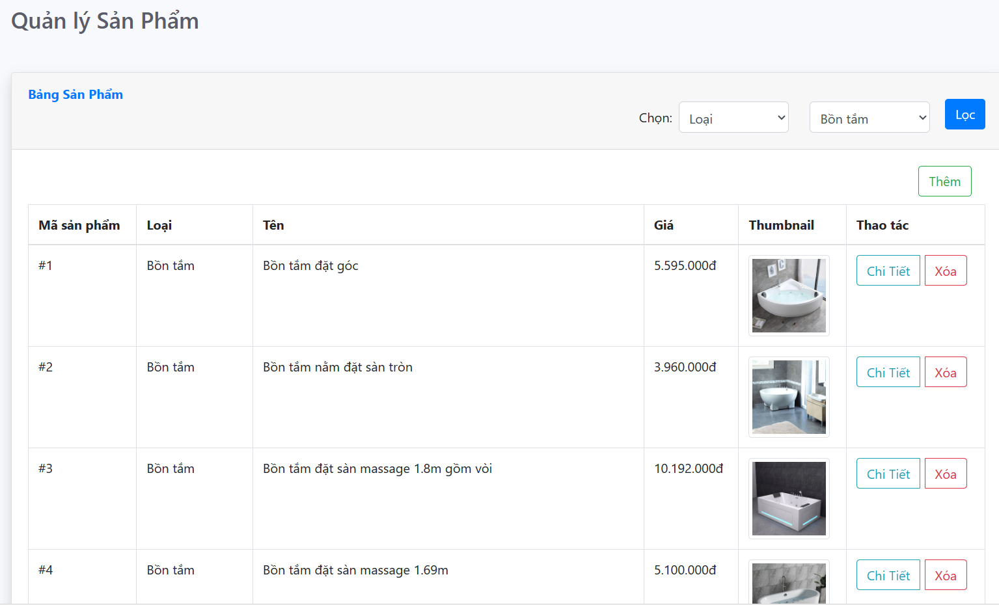 Quản lý Sản Phẩm
Bảng Sản Phẩm
Chọn: Loại Bồn tắm Lọc
Thêm
Mã sản phẩm Loại Tên Giá Thumbnail Thao tác
#1 Bồn tắm Bồn tắm đặt góc 5.595.000đ Chi Tiết Xóa
#2 Bồn tắm Bồn tắm nằm đặt sàn tròn 3.960.000đ Chi Tiết Xóa
#3 Bồn tắm Bồn tắm đặt sàn massage 1.8m gồm vòi 10.192.000đ Chi Tiết Xóa
#4 Bồn tắm Bồn tắm đặt sàn massage 1.69m 5.100.000đ Chi Tiết Xóa